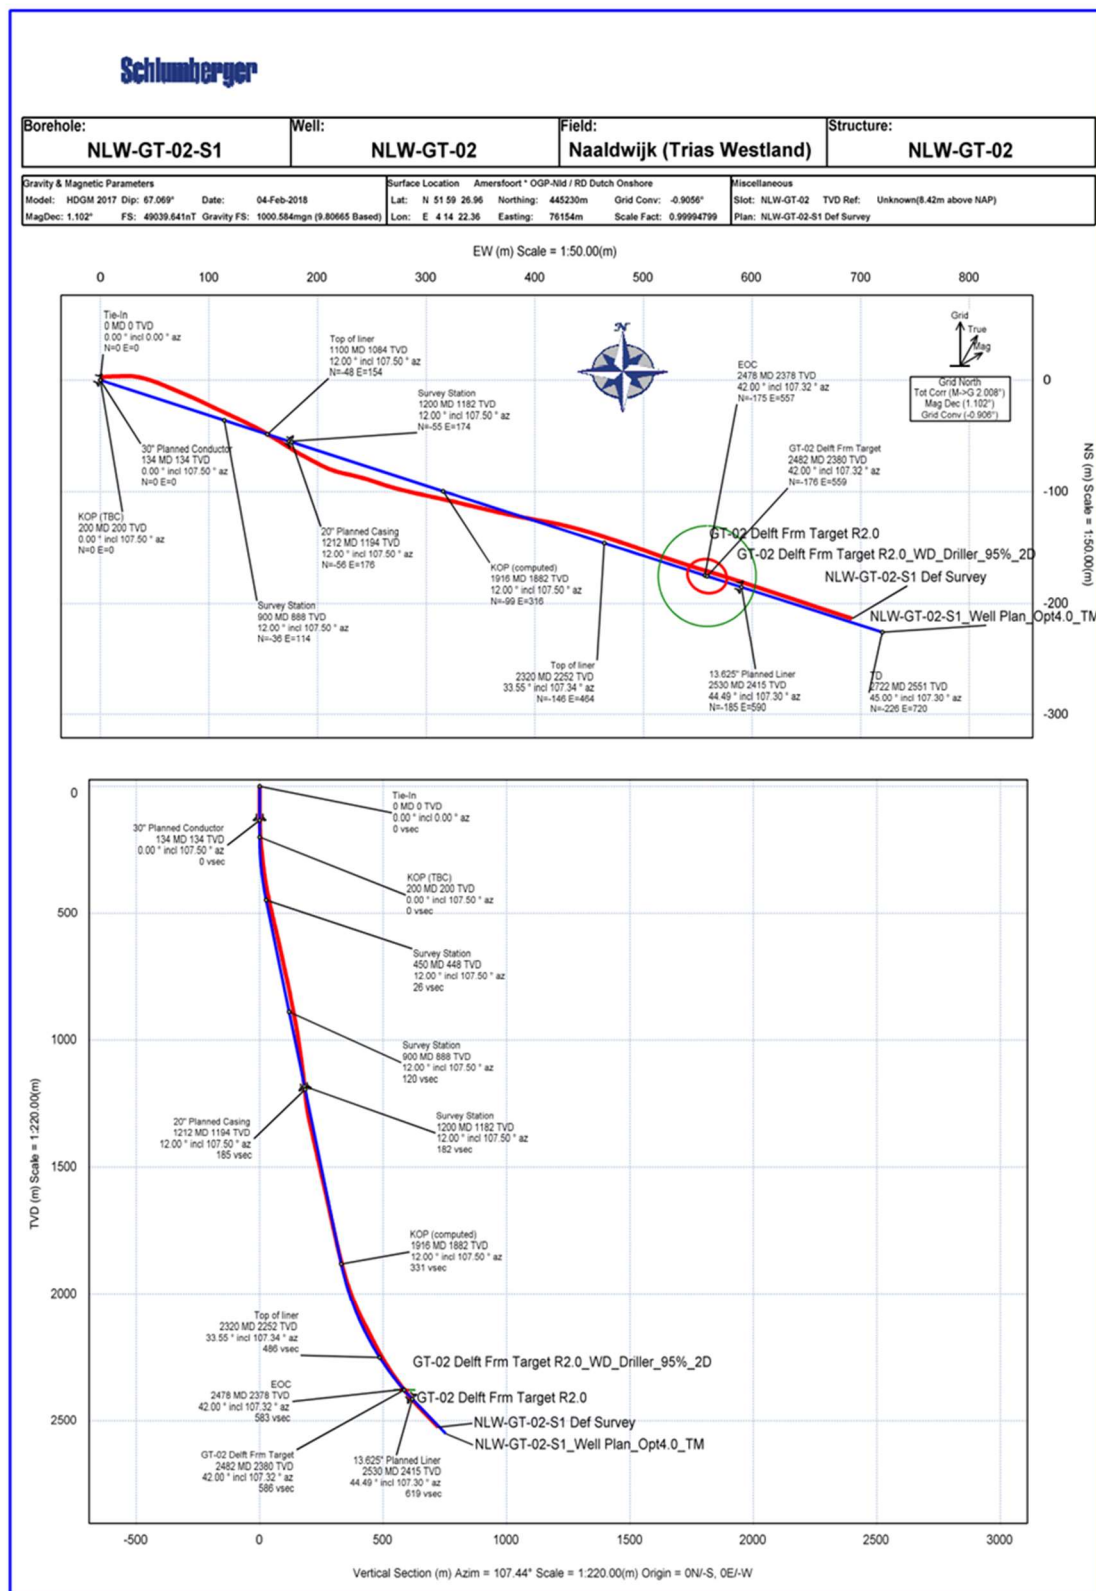 Schlumberger
Borehole:
NLW-GT-02-S1
Well:
NLW-GT-02
Field:
Naaldwijk (Trias Westland)
Structure:
NLW-GT-02
Gravity & Magnetic Parameters
Model: HDGM 2017 Dip: 67.069° Date: 04-Feb-2018
MagDec: 1.102° FS: 49039.641nT Gravity FS: 1000.584mgn (9.80665 Based)
Surface Location Amersfoort * OGP-Nld / RD Dutch Onshore
Lat: N 51 59 26.96 Northing: 445230m Grid Conv: -0.9056°
Lon: E 4 14 22.36 Easting: 76154m Scale Fact: 0.99994799
Miscellaneous
Slot: NLW-GT-02 TVD Ref: Unknown(8.42m above NAP)
Plan: NLW-GT-02-S1 Def Survey
EW (m) Scale = 1:50.00(m)
0 100 200 300 400 500 600 700 800
Tie-In
0 MD 0 TVD
0.00 ° incl 0.00 ° az
N=0 E=0
Top of liner
1100 MD 1084 TVD
12.00 ° incl 107.50 ° az
N=-48 E=154
Survey Station
1200 MD 1182 TVD
12.00 ° incl 107.50 ° az
N=-55 E=174
N
EOC
2478 MD 2378 TVD
42.00 ° incl 107.32 ° az
N=-175 E=557
Grid
True
Mag
Grid North
Tot Corr (M->G 2.008°)
Mag Dec (1.102°)
Grid Conv (-0.906°)
GT-02 Delft Frm Target
2482 MD 2380 TVD
42.00 ° incl 107.32 ° az
N=-176 E=559
30" Planned Conductor
134 MD 134 TVD
0.00 ° incl 107.50 ° az
N=0 E=0
KOP (TBC)
200 MD 200 TVD
0.00 ° incl 107.50 ° az
N=0 E=0
20" Planned Casing
1212 MD 1194 TVD
12.00 ° incl 107.50 ° az
N=-56 E=176
GT-02 Delft Frm Target R2.0
GT-02 Delft Frm Target R2.0_WD_Driller_95%_2D
NLW-GT-02-S1 Def Survey
NLW-GT-02-S1_Well Plan_Opt4.0_TM
KOP (computed)
1916 MD 1882 TVD
12.00 ° incl 107.50 ° az
N=-99 E=316
Survey Station
900 MD 888 TVD
12.00 ° incl 107.50 ° az
N=-36 E=114
Top of liner
2320 MD 2252 TVD
33.55 ° incl 107.34 ° az
N=-146 E=464
13.625" Planned Liner
2530 MD 2415 TVD
44.49 ° incl 107.30 ° az
N=-185 E=590
TD
2722 MD 2551 TVD
45.00 ° incl 107.30 ° az
N=-226 E=720
0
-100
-200
-300
NS (m) Scale = 1:50.00(m)
0
500
1000
1500
2000
2500
TVD (m) Scale = 1:220.00(m)
Tie-In
0 MD 0 TVD
0.00 ° incl 0.00 ° az
0 vsec
30" Planned Conductor
134 MD 134 TVD
0.00 ° incl 107.50 ° az
0 vsec
KOP (TBC)
200 MD 200 TVD
0.00 ° incl 107.50 ° az
0 vsec
Survey Station
450 MD 448 TVD
12.00 ° incl 107.50 ° az
26 vsec
Survey Station
900 MD 888 TVD
12.00 ° incl 107.50 ° az
120 vsec
20" Planned Casing
1212 MD 1194 TVD
12.00 ° incl 107.50 ° az
185 vsec
Survey Station
1200 MD 1182 TVD
12.00 ° incl 107.50 ° az
182 vsec
KOP (computed)
1916 MD 1882 TVD
12.00 ° incl 107.50 ° az
331 vsec
Top of liner
2320 MD 2252 TVD
33.55 ° incl 107.34 ° az
486 vsec
GT-02 Delft Frm Target R2.0_WD_Driller_95%_2D
EOC
2478 MD 2378 TVD
42.00 ° incl 107.32 ° az
583 vsec
GT-02 Delft Frm Target R2.0
NLW-GT-02-S1 Def Survey
NLW-GT-02-S1_Well Plan_Opt4.0_TM
GT-02 Delft Frm Target
2482 MD 2380 TVD
42.00 ° incl 107.32 ° az
586 vsec
13.625" Planned Liner
2530 MD 2415 TVD
44.49 ° incl 107.30 ° az
619 vsec
-500 0 500 1000 1500 2000 2500 3000
Vertical Section (m) Azim = 107.44° Scale = 1:220.00(m) Origin = 0N/-S, 0E/-W